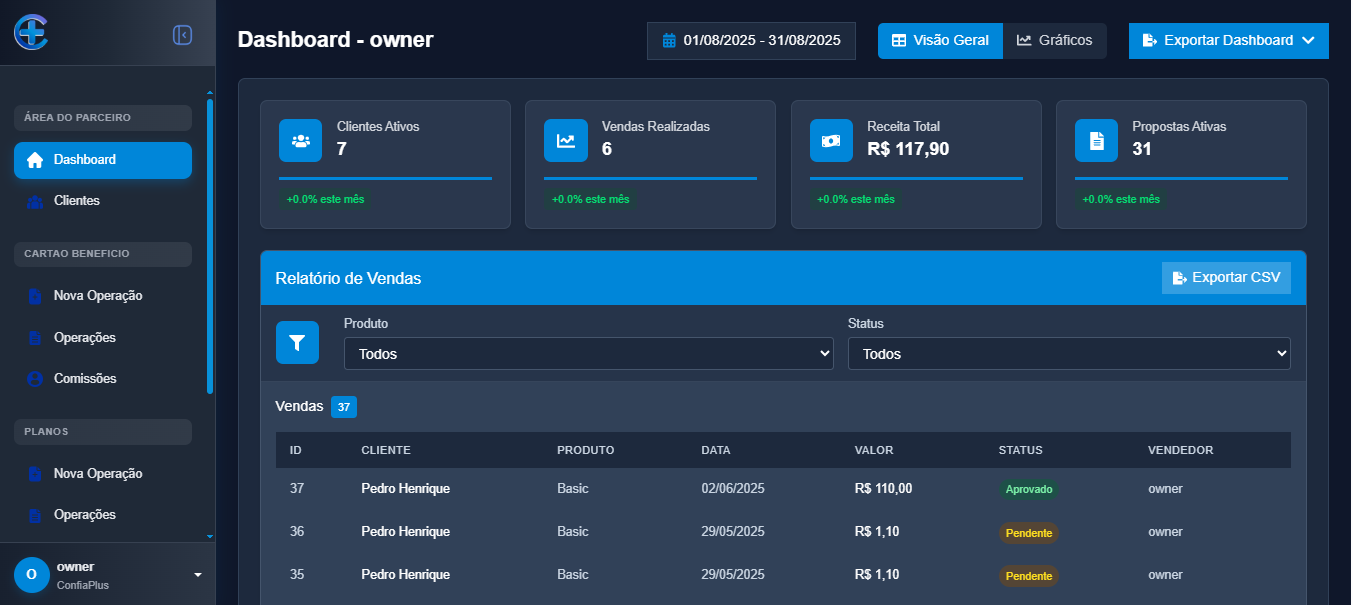 Dashboard - owner
01/08/2025 - 31/08/2025
Visão Geral
Gráficos
Exportar Dashboard
ÁREA DO PARCEIRO
Dashboard
Clientes
CARTAO BENEFICIO
Nova Operação
Operações
Comissões
PLANOS
Nova Operação
Operações
O
owner
ConfiaPlus
Clientes Ativos
7
+0.0% este mês
Vendas Realizadas
6
+0.0% este mês
Receita Total
R$ 117,90
+0.0% este mês
Propostas Ativas
31
+0.0% este mês
Relatório de Vendas
Exportar CSV
Produto
Todos
Status
Todos
Vendas 37
ID CLIENTE PRODUTO DATA VALOR STATUS VENDEDOR
37 Pedro Henrique Basic 02/06/2025 R$ 110,00 Aprovado owner
36 Pedro Henrique Basic 29/05/2025 R$ 1,10 Pendente owner
35 Pedro Henrique Basic 29/05/2025 R$ 1,10 Pendente owner